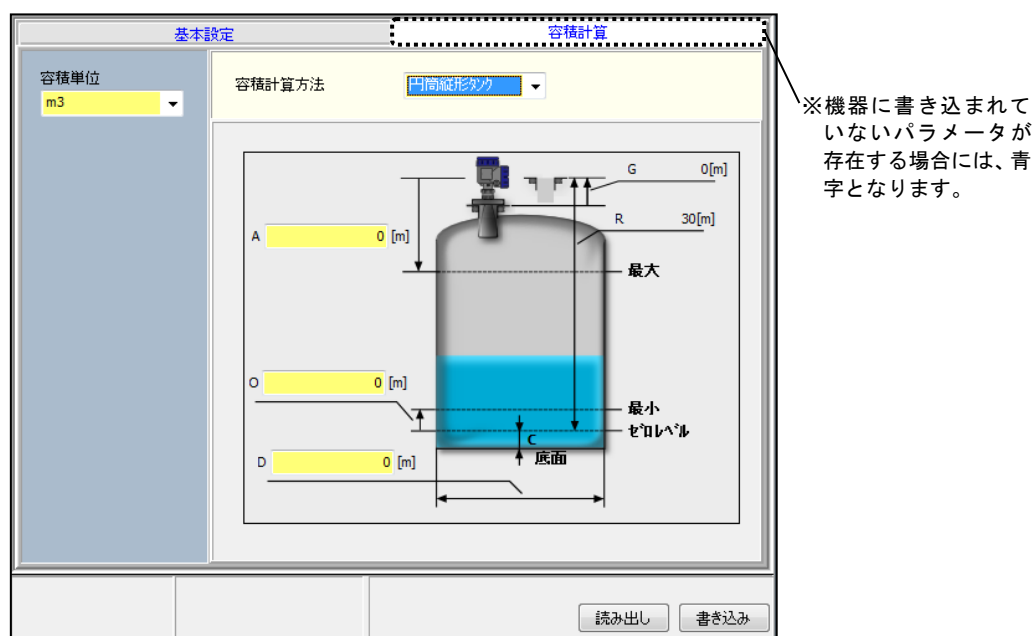 基本設定
容積計算
容積単位
m3
容積計算方法
円筒縦形タンク
G 0[m]
R 30[m]
A 0 [m]
最大
O 0 [m]
最小
ｾﾞﾛﾚﾍﾞﾙ
C
底面
D 0 [m]
読み出し
書き込み
※機器に書き込まれて
いないパラメータが
存在する場合には、青
字となります。